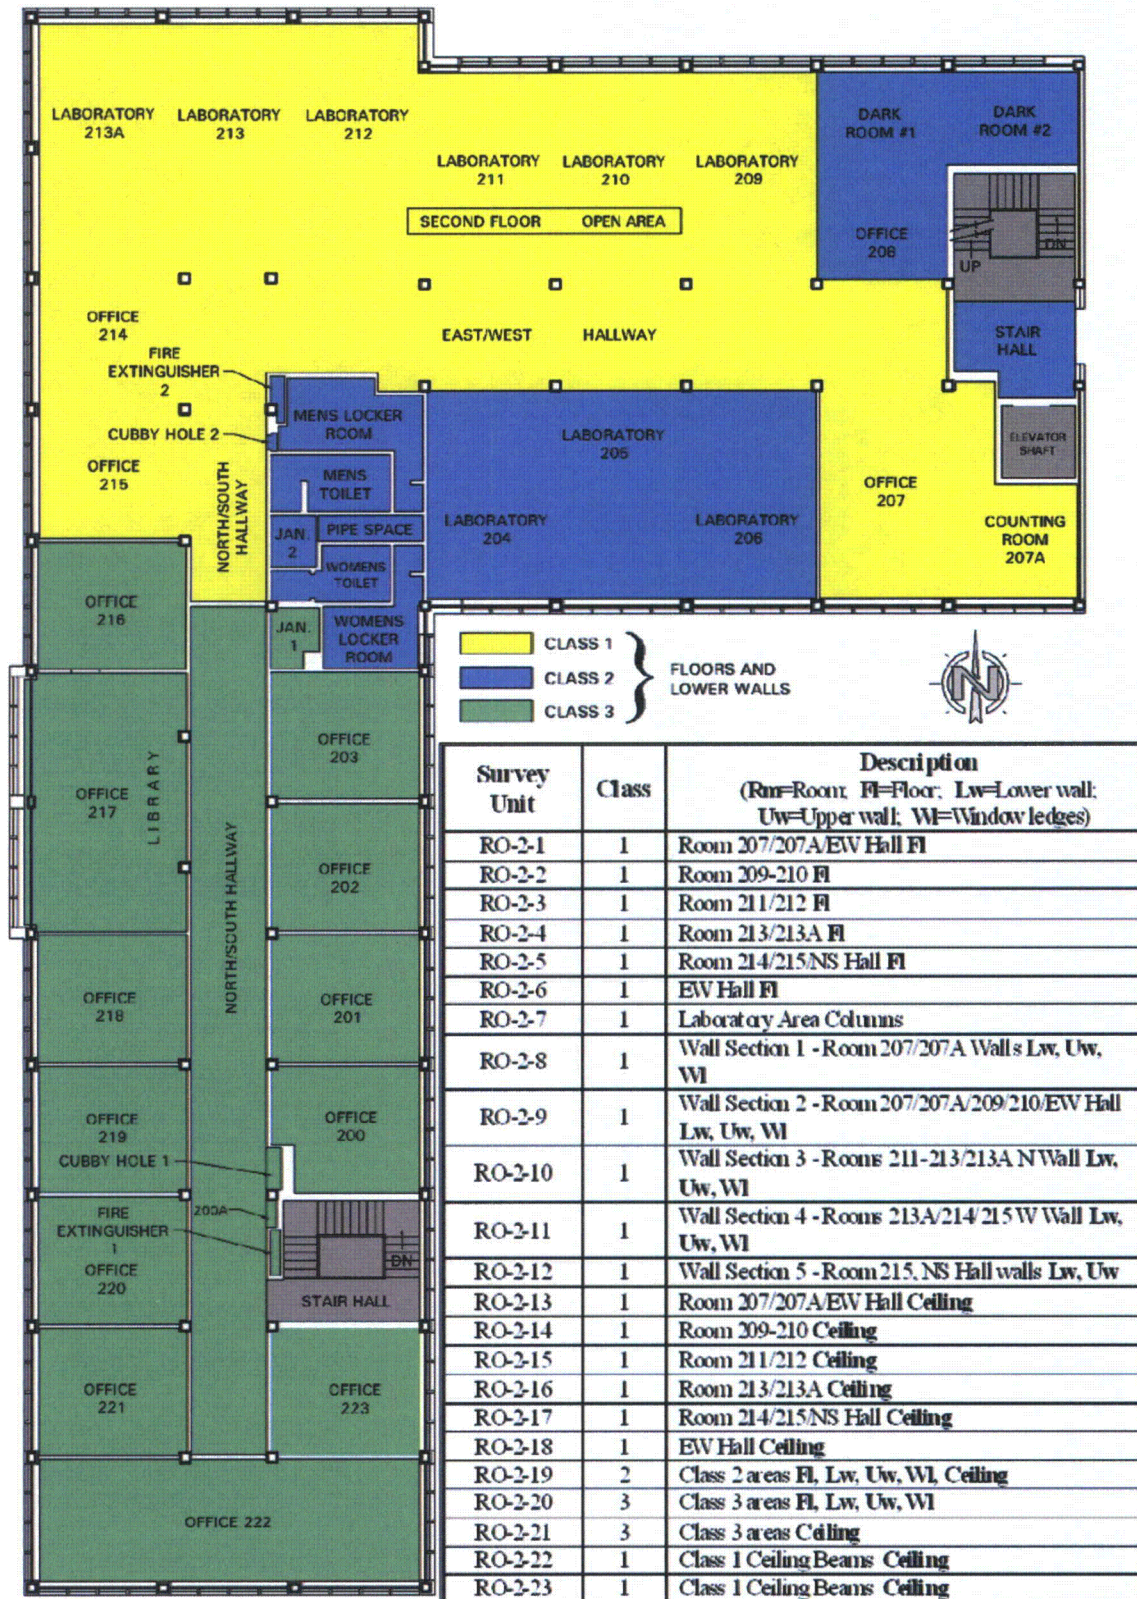 LABORATORY
213A
LABORATORY
213
LABORATORY
212
LABORATORY
211
LABORATORY
210
LABORATORY
209
DARK
ROOM #1
DARK
ROOM #2
SECOND FLOOR OPEN AREA
OFFICE
208
UP
DN
OFFICE
214
EAST/WEST HALLWAY
STAIR
HALL
FIRE
EXTINGUISHER
2
MENS LOCKER
ROOM
CUBBY HOLE 2
ELEVATOR
SHAFT
LABORATORY
205
OFFICE
215
MENS
TOILET
OFFICE
207
NORTH/SOUTH
HALLWAY
JAN.
2
PIPE SPACE
LABORATORY
204
LABORATORY
206
COUNTING
ROOM
207A
WOMENS
TOILET
OFFICE
216
JAN.
1
WOMENS
LOCKER
ROOM
CLASS 1
CLASS 2
CLASS 3
FLOORS AND
LOWER WALLS
N
OFFICE
203
OFFICE
217
LIBRARY
OFFICE
202
NORTH/SOUTH HALLWAY
OFFICE
218
OFFICE
201
OFFICE
219
OFFICE
200
CUBBY HOLE 1
200A
FIRE
EXTINGUISHER
1
OFFICE
220
DN
STAIR HALL
OFFICE
221
OFFICE
223
OFFICE 222
Survey
Unit
Class
Description
(Rm=Room; Fl=Floor; Lw=Lower wall;
Uw=Upper wall; Wl=Window ledges)
RO-2-1 1 Room 207/207A/EW Hall Fl
RO-2-2 1 Room 209-210 Fl
RO-2-3 1 Room 211/212 Fl
RO-2-4 1 Room 213/213A Fl
RO-2-5 1 Room 214/215/NS Hall Fl
RO-2-6 1 EW Hall Fl
RO-2-7 1 Laboratory Area Columns
RO-2-8 1 Wall Section 1 - Room 207/207A Walls Lw, Uw,
Wl
RO-2-9 1 Wall Section 2 - Room 207/207A/209/210/EW Hall
Lw, Uw, Wl
RO-2-10 1 Wall Section 3 - Rooms 211-213/213A N Wall Lw,
Uw, Wl
RO-2-11 1 Wall Section 4 - Rooms 213A/214/215 W Wall Lw,
Uw, Wl
RO-2-12 1 Wall Section 5 - Room 215, NS Hall walls Lw, Uw
RO-2-13 1 Room 207/207A/EW Hall Ceiling
RO-2-14 1 Room 209-210 Ceiling
RO-2-15 1 Room 211/212 Ceiling
RO-2-16 1 Room 213/213A Ceiling
RO-2-17 1 Room 214/215/NS Hall Ceiling
RO-2-18 1 EW Hall Ceiling
RO-2-19 2 Class 2 areas Fl, Lw, Uw, Wl, Ceiling
RO-2-20 3 Class 3 areas Fl, Lw, Uw, Wl
RO-2-21 3 Class 3 areas Ceiling
RO-2-22 1 Class 1 Ceiling Beams Ceiling
RO-2-23 1 Class 1 Ceiling Beams Ceiling